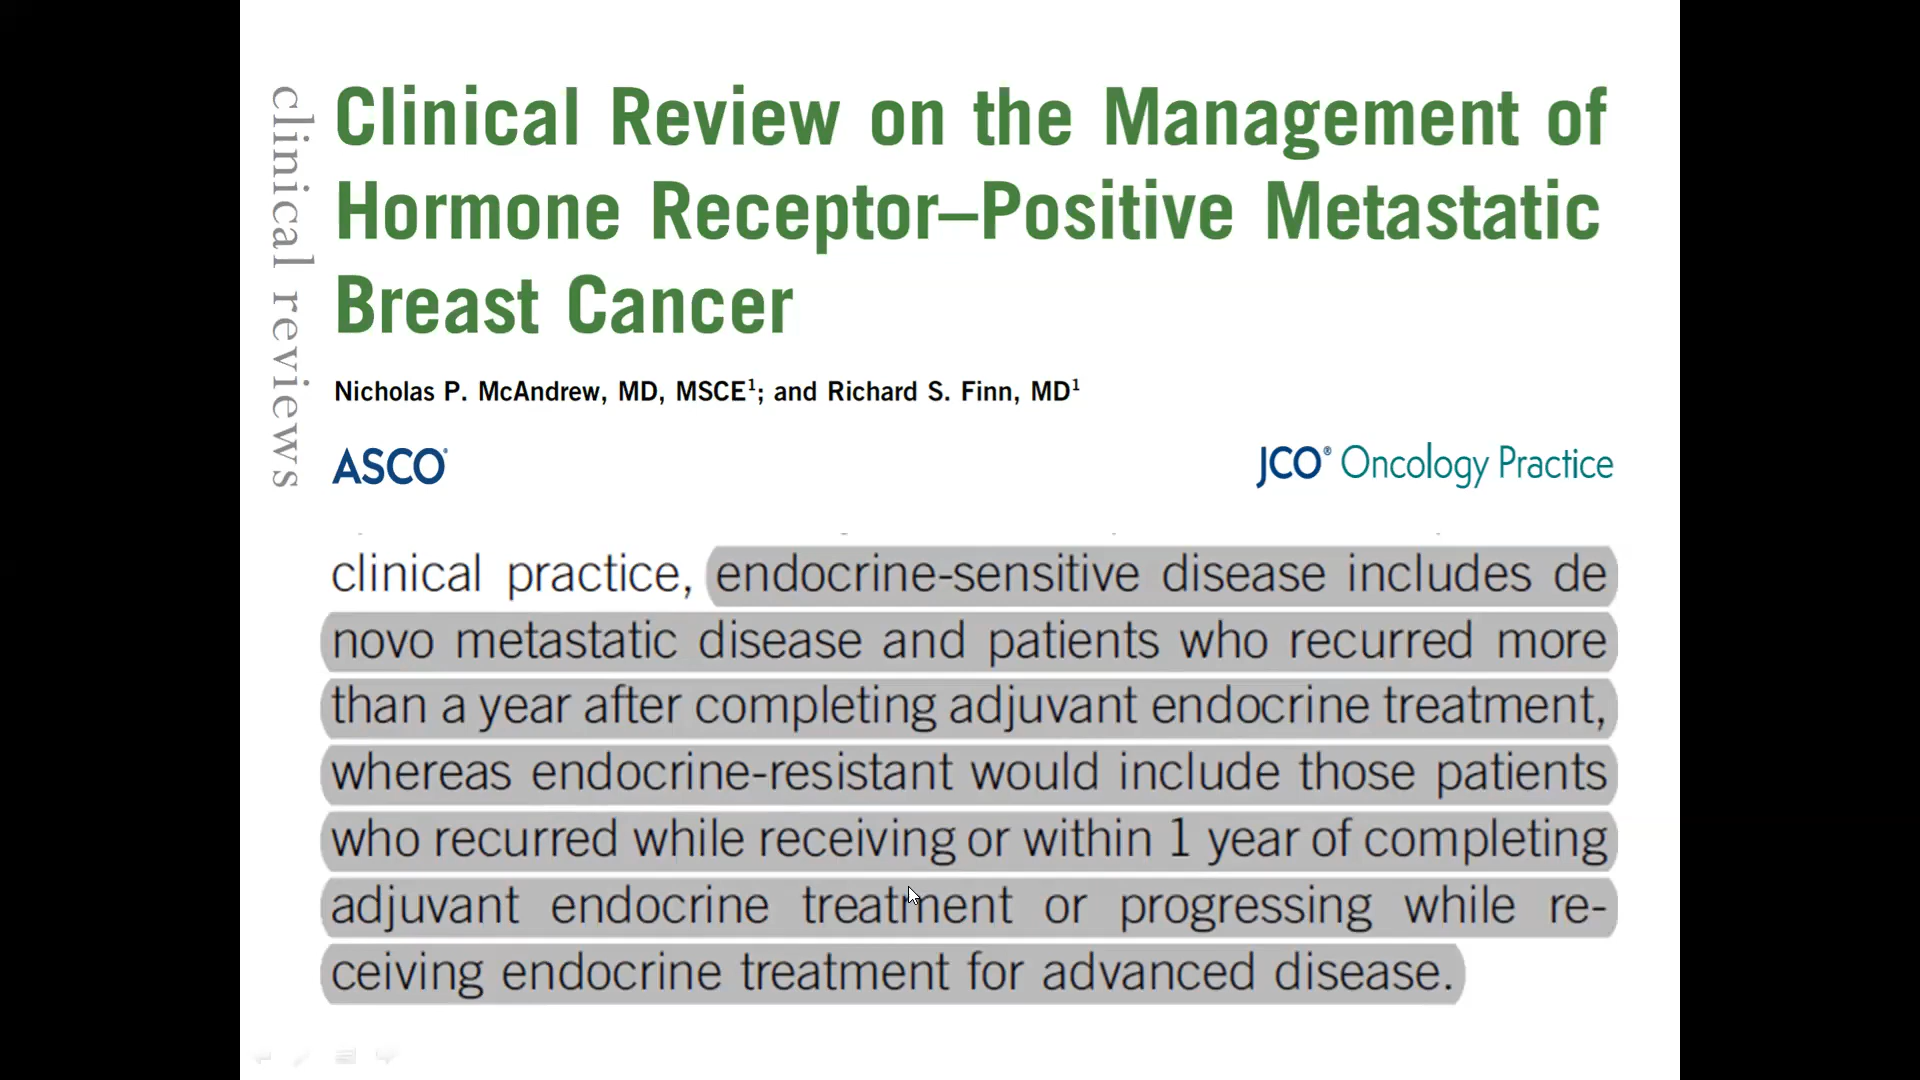 clinical reviews
Clinical Review on the Management of
Hormone Receptor–Positive Metastatic
Breast Cancer
Nicholas P. McAndrew, MD, MSCE1; and Richard S. Finn, MD1
ASCO®
JCO® Oncology Practice
clinical practice, endocrine-sensitive disease includes de
novo metastatic disease and patients who recurred more
than a year after completing adjuvant endocrine treatment,
whereas endocrine-resistant would include those patients
who recurred while receiving or within 1 year of completing
adjuvant endocrine treatment or progressing while re-
ceiving endocrine treatment for advanced disease.